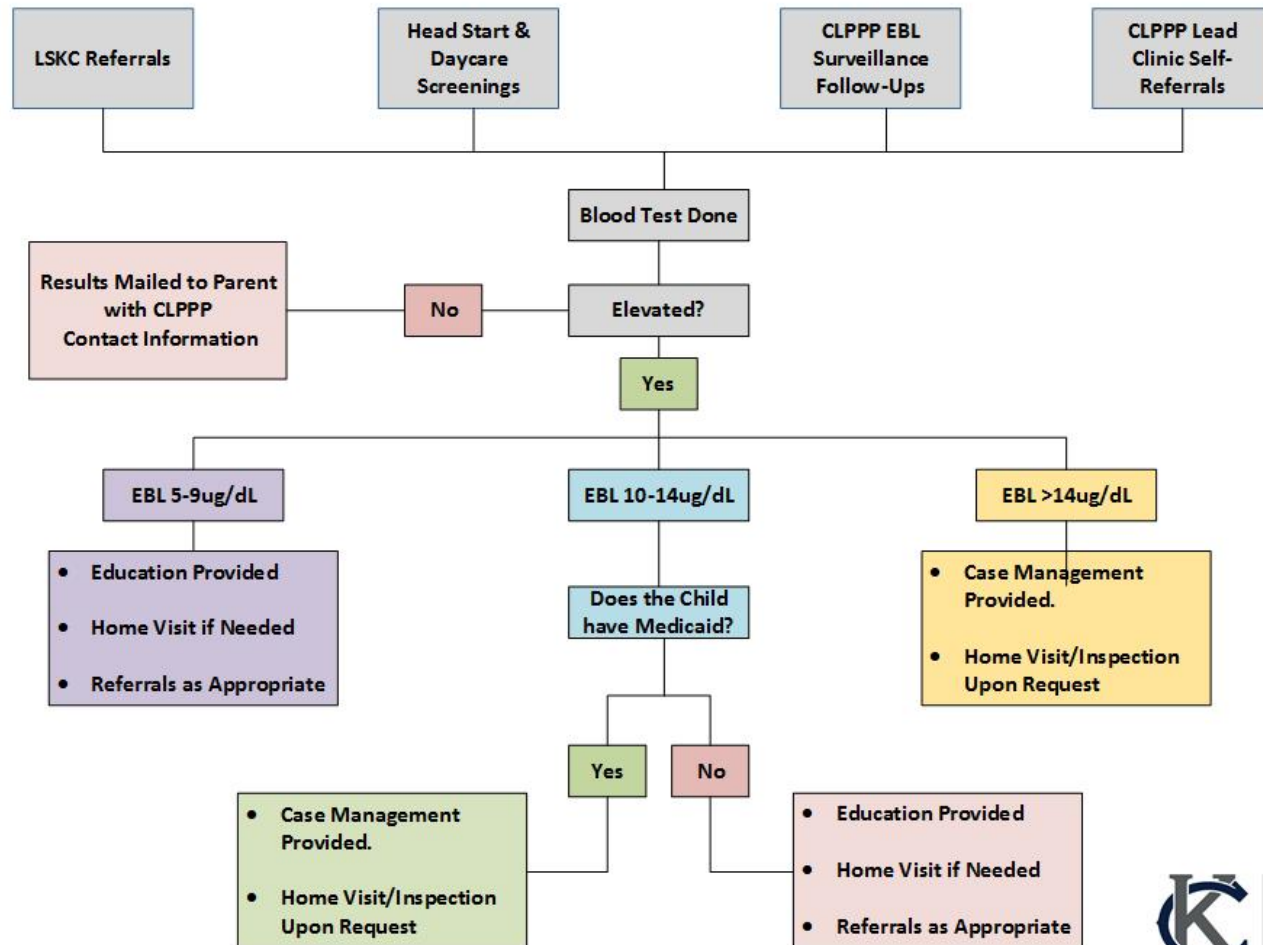 LSKC Referrals
Head Start &
Daycare
Screenings
CLPPP EBL
Surveillance
Follow-Ups
CLPPP Lead
Clinic Self-
Referrals
Blood Test Done
Results Mailed to Parent
with CLPPP
Contact Information
No
Elevated?
Yes
EBL 5-9ug/dL
EBL 10-14ug/dL
EBL >14ug/dL
• Education Provided
• Home Visit if Needed
• Referrals as Appropriate
Does the Child
have Medicaid?
• Case Management
Provided.
• Home Visit/Inspection
Upon Request
Yes
No
• Case Management
Provided.
• Home Visit/Inspection
Upon Request
• Education Provided
• Home Visit if Needed
• Referrals as Appropriate
KC